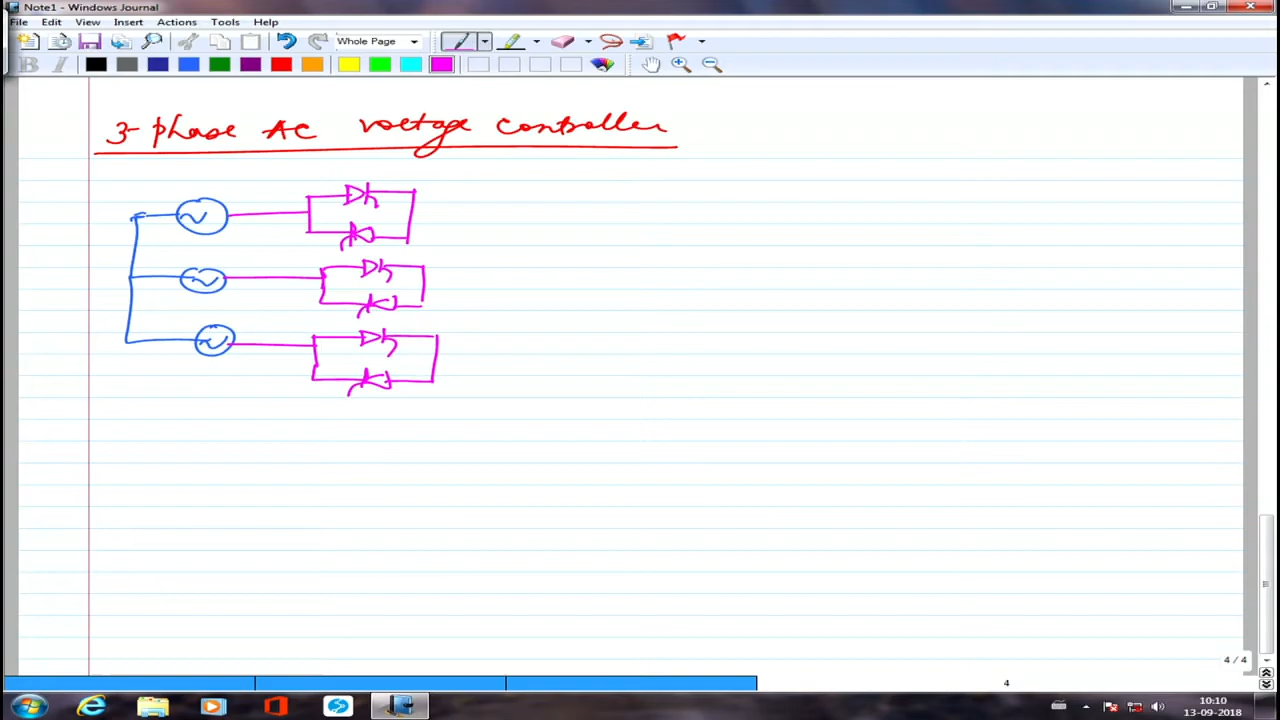 Note1 - Windows Journal
File Edit View Insert Actions Tools Help
Whole Page
B I
3-phase AC voltage controller
4 / 4
4
10:10
13-09-2018